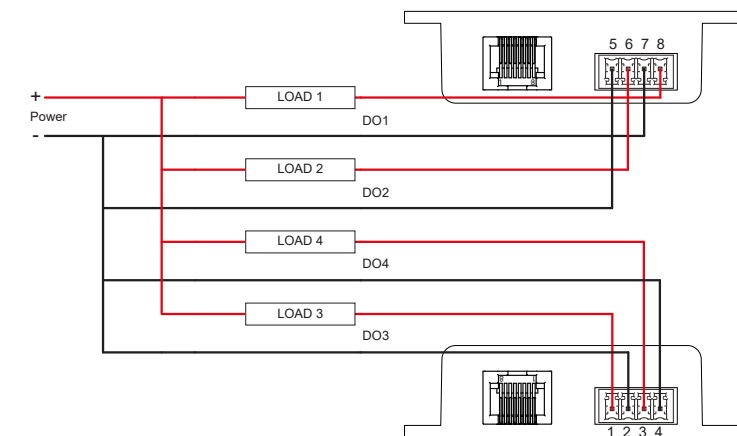 5 6 7 8
+
LOAD 1
Power
DO1
-
LOAD 2
DO2
LOAD 4
DO4
LOAD 3
DO3
1 2 3 4